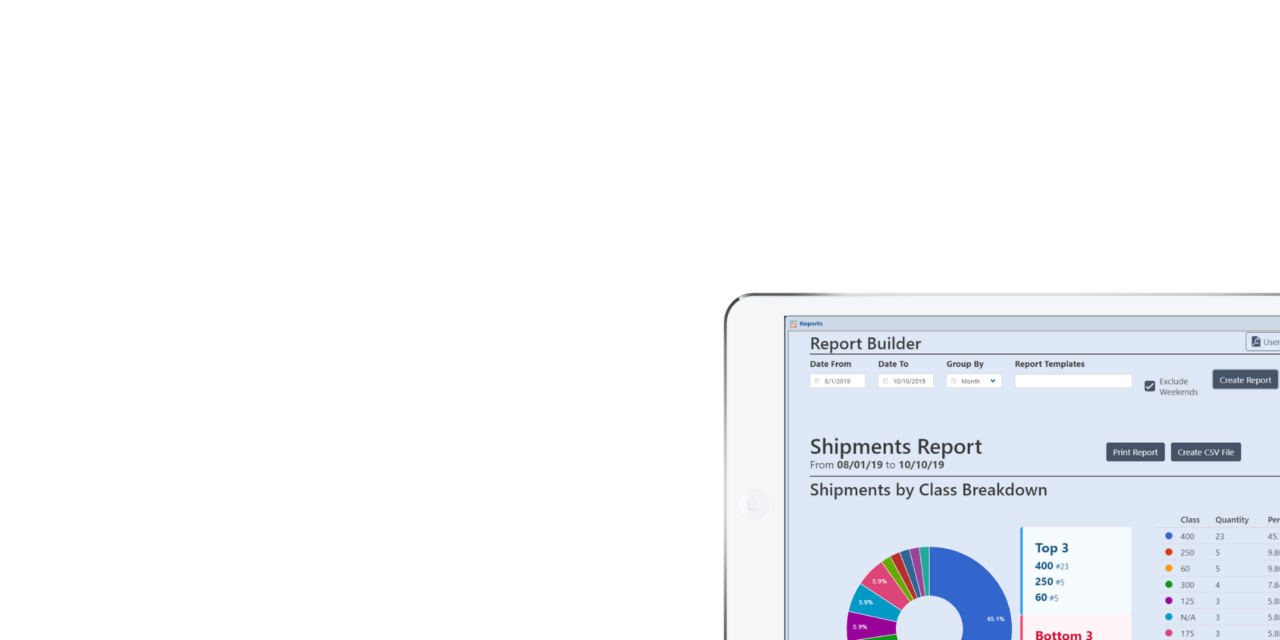 Reports
Report Builder
User
Date From Date To Group By Report Templates
8/1/2019 10/10/2019 Month Exclude Weekends Create Report
Shipments Report
Print Report Create CSV File
From 08/01/19 to 10/10/19
Shipments by Class Breakdown
Class Quantity Per
400 23 45.
250 5 9.8
60 5 9.8
300 4 7.8
125 3 5.8
N/A 3 5.8
175 3 5.8
Top 3
400 #23
250 #5
60 #5
Bottom 3
5.9%
5.9%
5.9%
45.1%